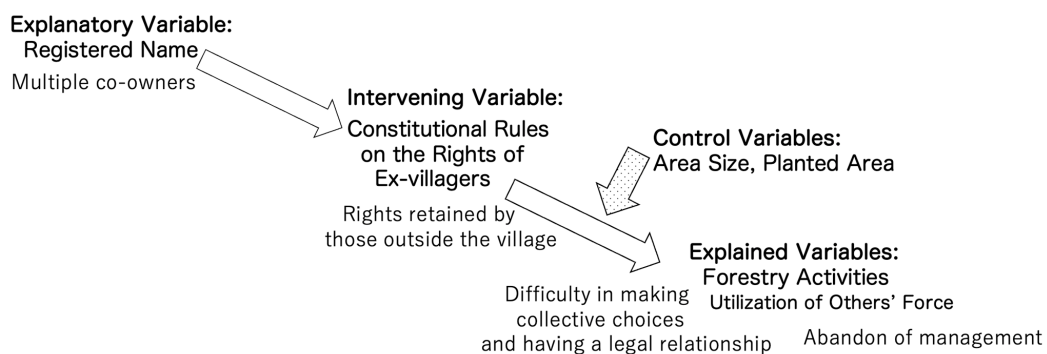 Explanatory Variable:
Registered Name
Multiple co-owners
Intervening Variable:
Constitutional Rules
on the Rights of
Ex-villagers
Rights retained by
those outside the village
Control Variables:
Area Size, Planted Area
Explained Variables:
Forestry Activities
Utilization of Others’ Force
Difficulty in making
collective choices
and having a legal relationship
Abandon of management